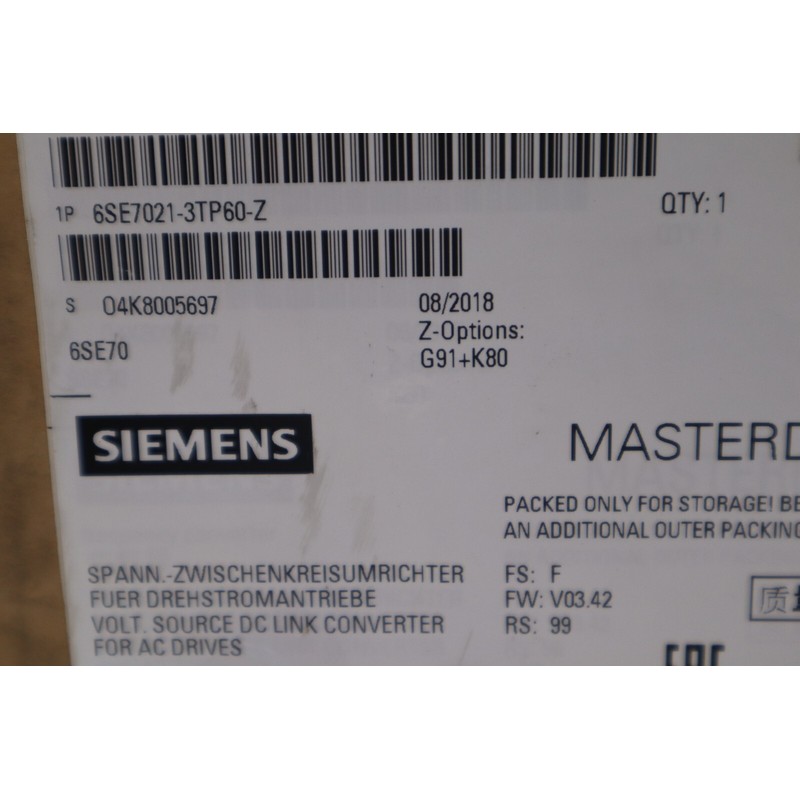 1P 6SE7021-3TP60-Z QTY: 1
S O4K8005697 08/2018
Z-Options:
6SE70 G91+K80
SIEMENS
MASTERD
PACKED ONLY FOR STORAGE! BE
AN ADDITIONAL OUTER PACKING
SPANN.-ZWISCHENKREISUMRICHTER
FUER DREHSTROMANTRIEBE
VOLT. SOURCE DC LINK CONVERTER
FOR AC DRIVES
FS: F
FW: V03.42
RS: 99
质